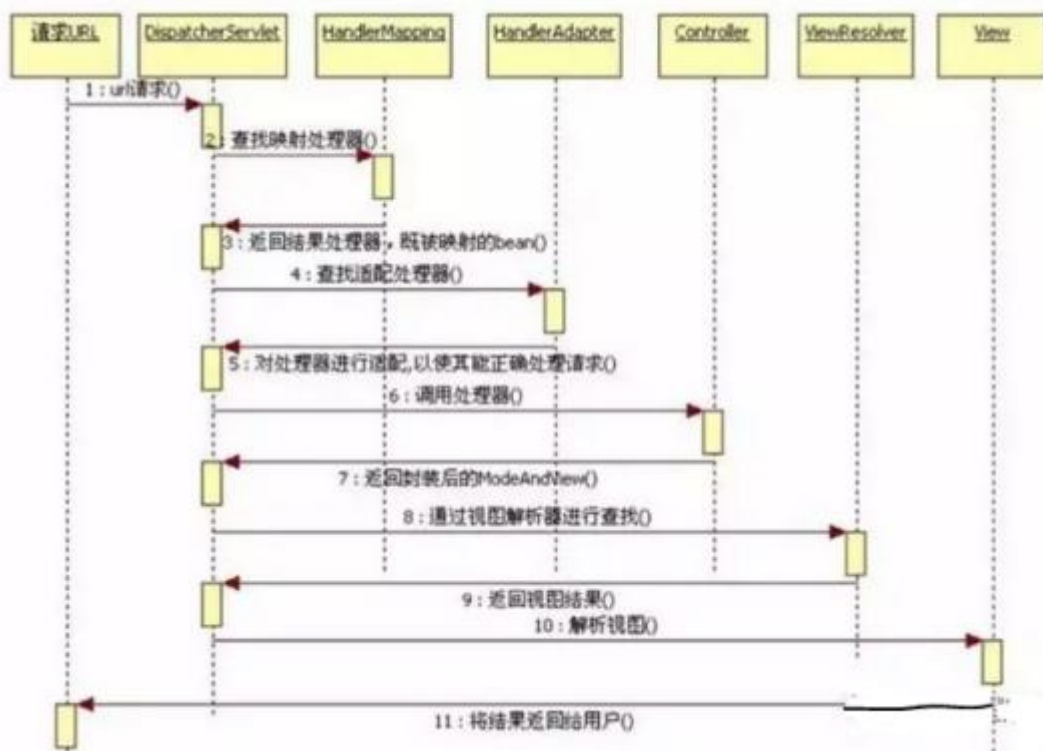 请求URL
DispatcherServlet
HandlerMapping
HandlerAdapter
Controller
ViewResolver
View
1：url请求()
2：查找映射处理器()
3：返回结果处理器，既被映射的bean()
4：查找适配处理器()
5：对处理器进行适配,以使其能正确处理请求()
6：调用处理器()
7：返回封装后的ModeAndView()
8：通过视图解析器进行查找()
9：返回视图结果()
10：解析视图()
11：将结果返回给用户()